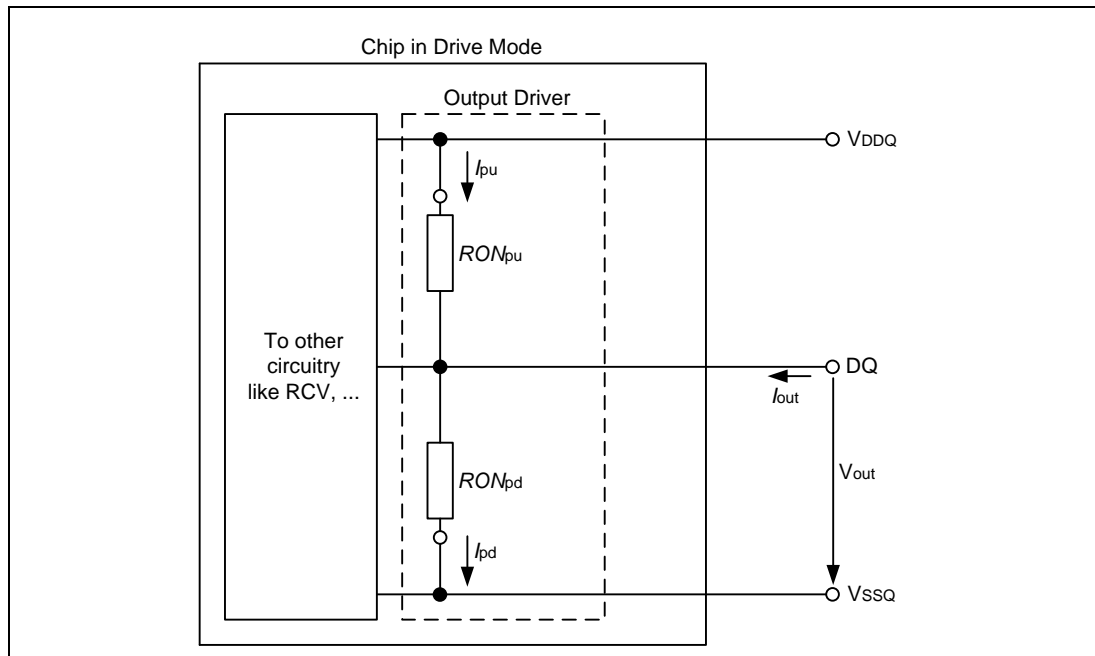 Chip in Drive Mode
Output Driver
VDDQ
Ipu
RONpu
To other
circuitry
like RCV, ...
DQ
Iout
RONpd
Vout
Ipd
VSSQ